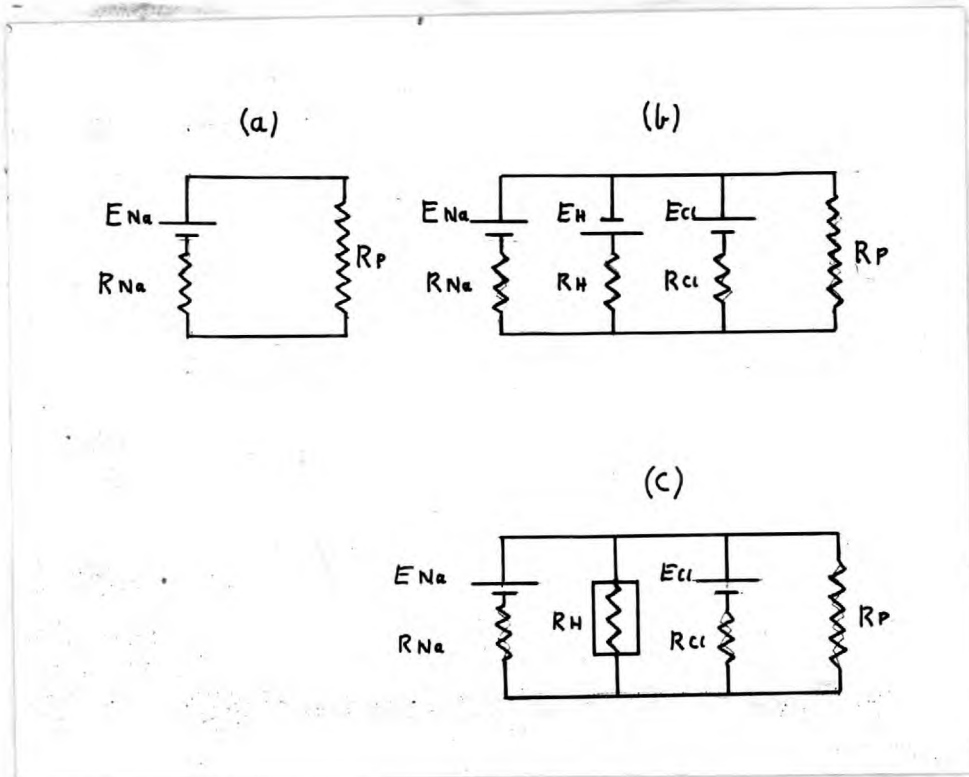 (a)
(b)
ENa
RNa
RP
ENa
EH
ECl
RNa
RH
RCl
RP
(c)
ENa
ECl
RNa
RH
RCl
RP